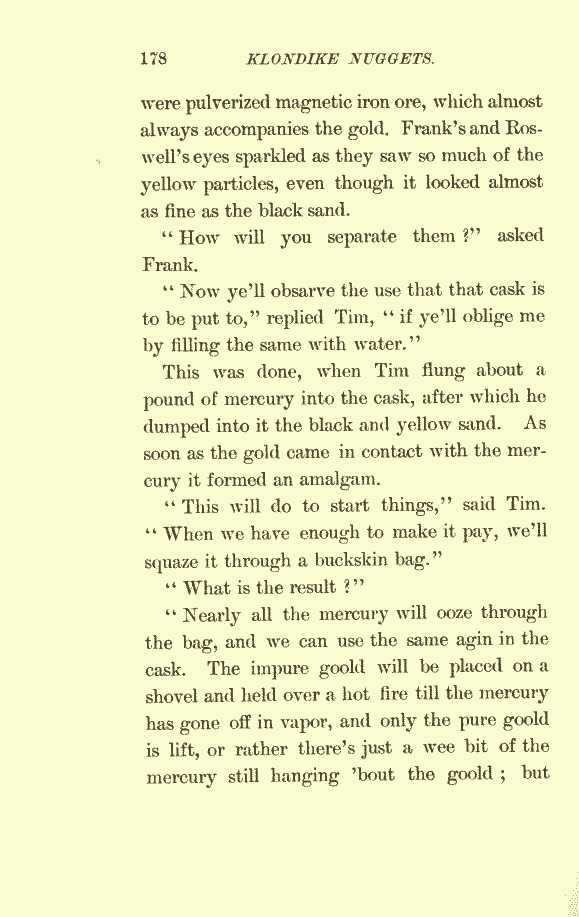 178 KLONDIKE NUGGETS.
were pulverized magnetic iron ore, which almost
always accompanies the gold. Frank's and Ros-
well's eyes sparkled as they saw so much of the
yellow particles, even though it looked almost
as fine as the black sand.
“ How will you separate them ?” asked
Frank.
“ Now ye'll obsarve the use that that cask is
to be put to,” replied Tim, “ if ye'll oblige me
by filling the same with water.”
This was done, when Tim flung about a
pound of mercury into the cask, after which he
dumped into it the black and yellow sand. As
soon as the gold came in contact with the mer-
cury it formed an amalgam.
“ This will do to start things,” said Tim.
“ When we have enough to make it pay, we'll
squaze it through a buckskin bag.”
“ What is the result ?”
“ Nearly all the mercury will ooze through
the bag, and we can use the same agin in the
cask. The impure goold will be placed on a
shovel and held over a hot fire till the mercury
has gone off in vapor, and only the pure goold
is lift, or rather there's just a wee bit of the
mercury still hanging 'bout the goold ; but